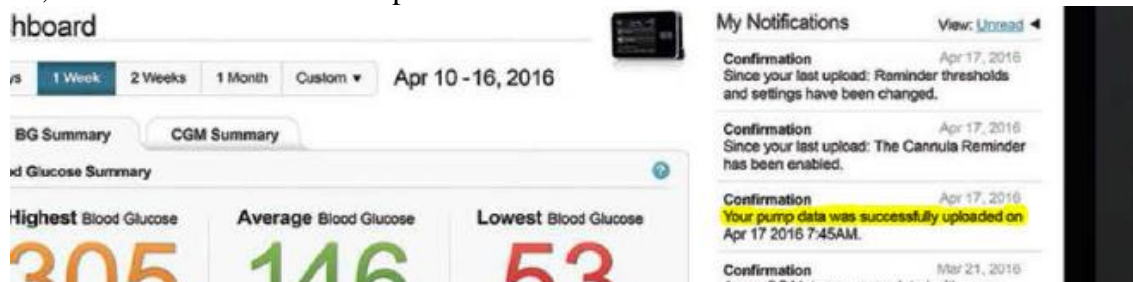 hboard
1 Week 2 Weeks 1 Month Custom ▾ Apr 10 -16, 2016
BG Summary CGM Summary
d Glucose Summary
Highest Blood Glucose Average Blood Glucose Lowest Blood Glucose
305 146 53
My Notifications View: Unread ◀
Confirmation Apr 17, 2016
Since your last upload: Reminder thresholds
and settings have been changed.
Confirmation Apr 17, 2016
Since your last upload: The Cannula Reminder
has been enabled.
Confirmation Apr 17, 2016
Your pump data was successfully uploaded on
Apr 17 2016 7:45AM.
Confirmation Mar 21, 2016